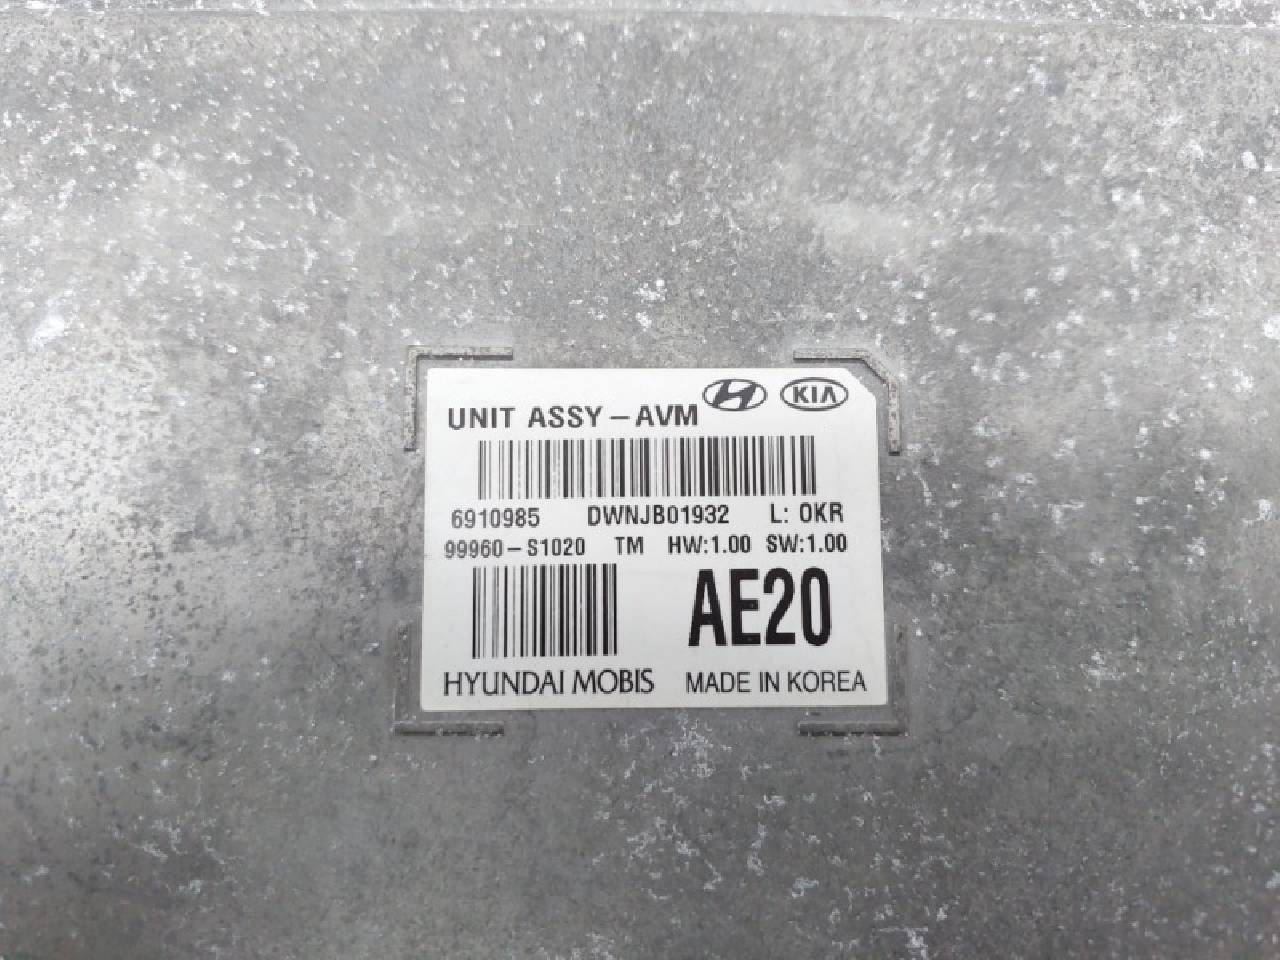 UNIT ASSY-AVM H KIA
6910985 DWNJB01932 L: OKR
99960-S1020 TM HW:1.00 SW:1.00
AE20
HYUNDAI MOBIS MADE IN KOREA